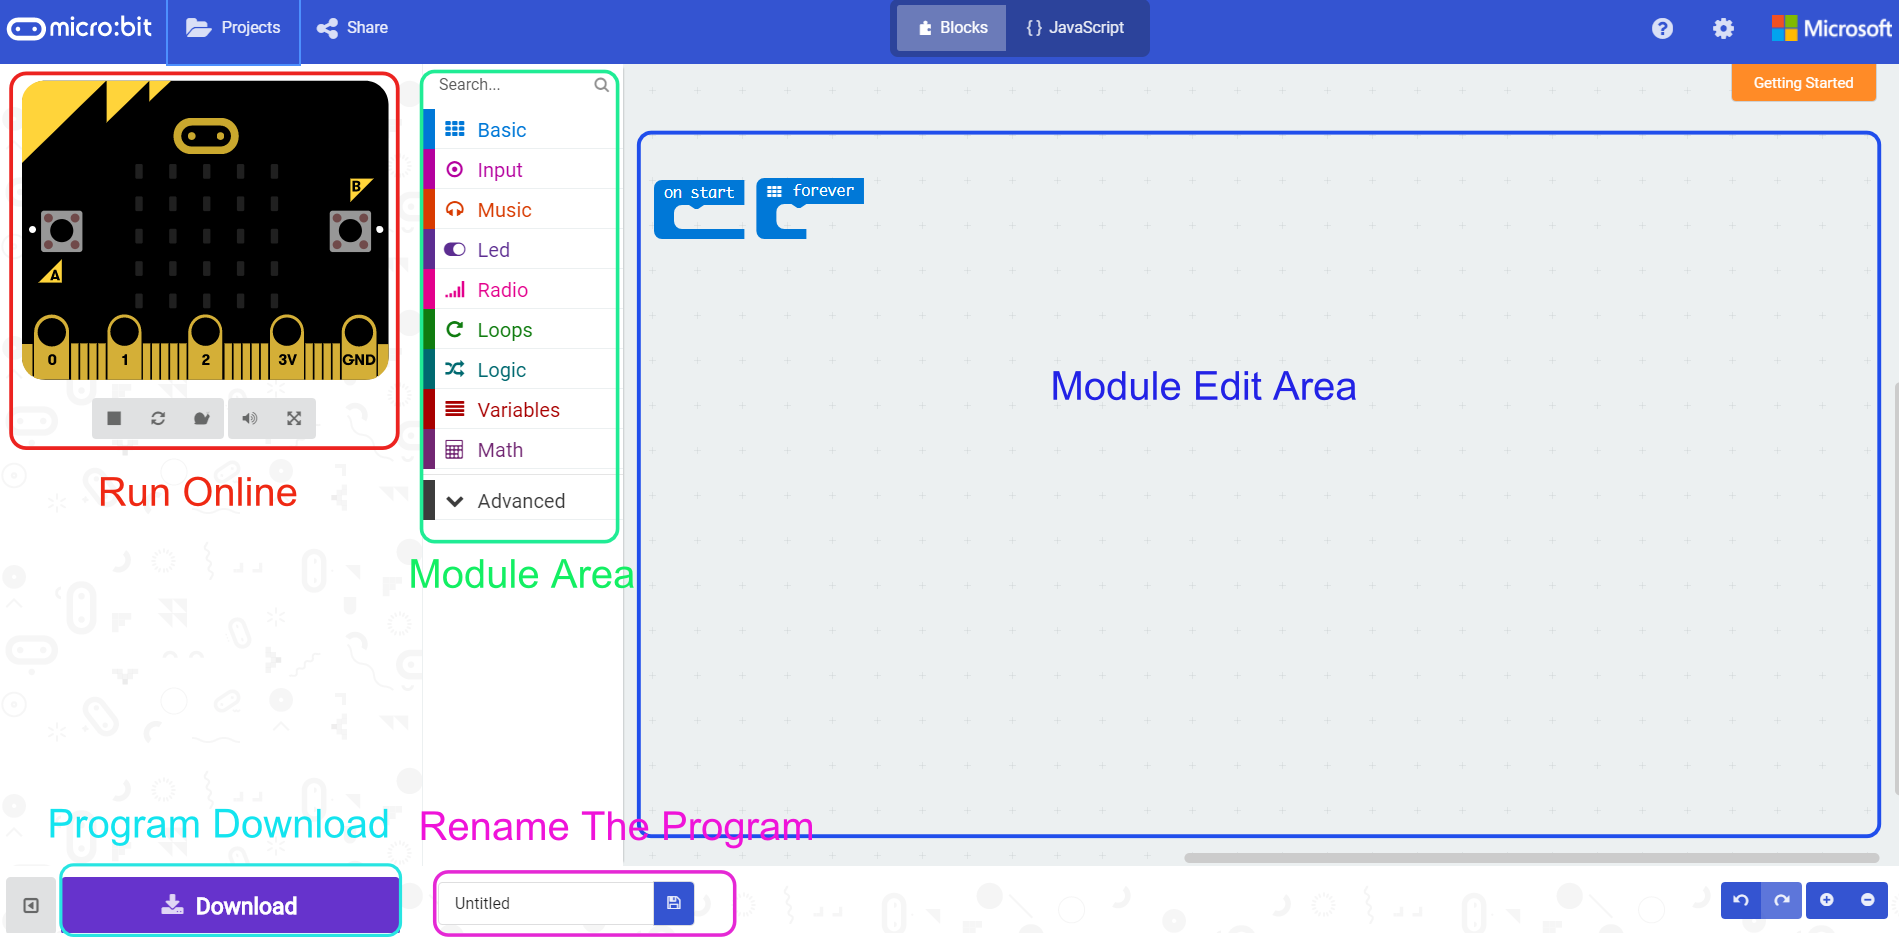 micro:bit
Projects
Share
Blocks
{ } JavaScript
?
Microsoft
Getting Started
Search...
Basic
Input
Music
Led
Radio
Loops
Logic
Variables
Math
Advanced
B
A
0 1 2 3V GND
on start
forever
Module Edit Area
Run Online
Module Area
Program Download
Rename The Program
Download
Untitled